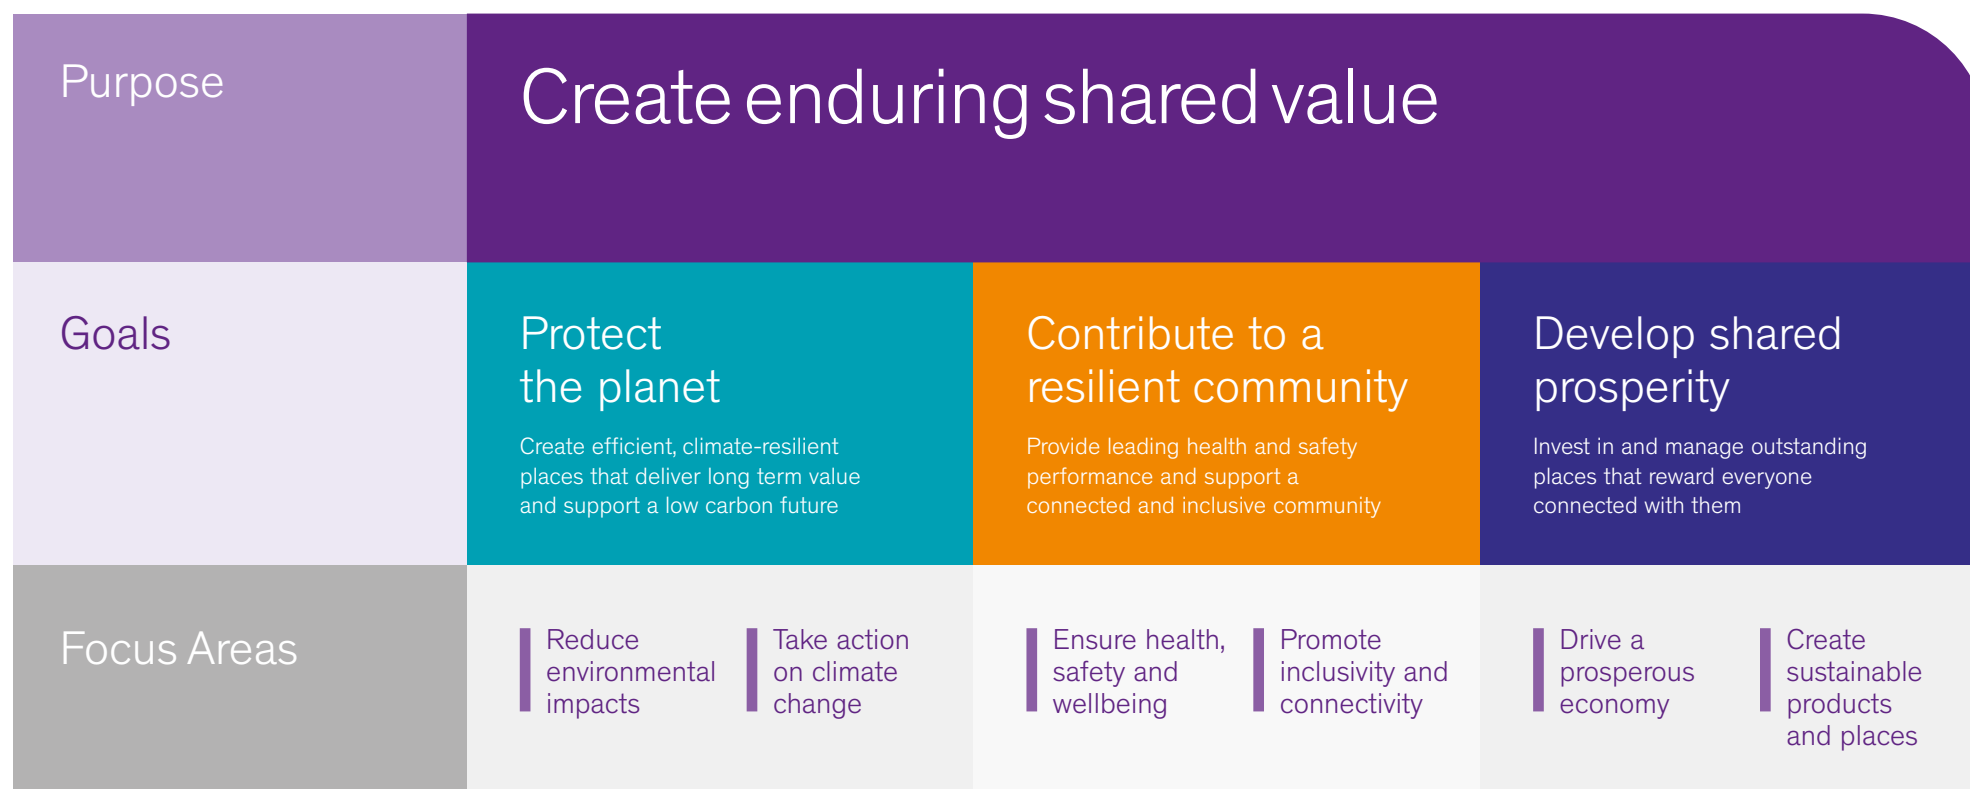 Purpose
Create enduring shared value
Goals
Protect
the planet
Create efficient, climate-resilient
places that deliver long term value
and support a low carbon future
Contribute to a
resilient community
Provide leading health and safety
performance and support a
connected and inclusive community
Develop shared
prosperity
Invest in and manage outstanding
places that reward everyone
connected with them
Focus Areas
Reduce
environmental
impacts
Take action
on climate
change
Ensure health,
safety and
wellbeing
Promote
inclusivity and
connectivity
Drive a
prosperous
economy
Create
sustainable
products
and places